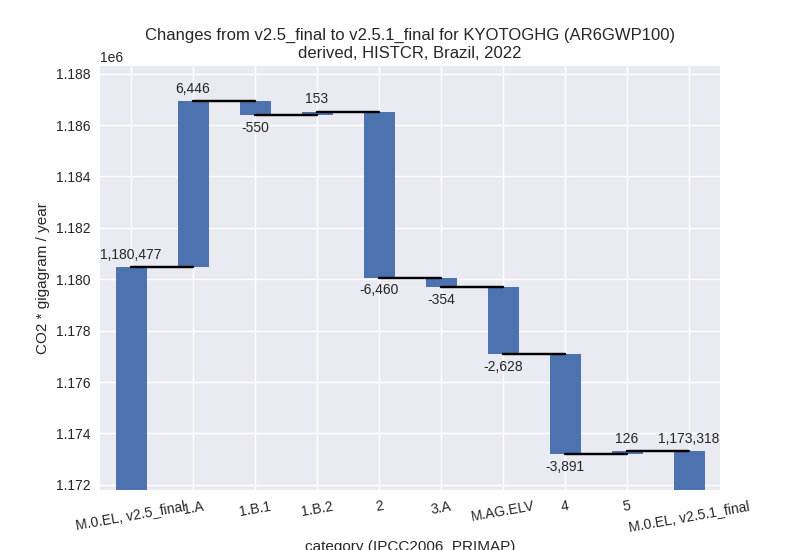 Changes from v2.5_final to v2.5.1_final for KYOTOGHG (AR6GWP100)
derived, HISTCR, Brazil, 2022
1e6
1.188
1.186
1.184
1.182
1.180
1.178
1.176
1.174
1.172
CO2 * gigagram / year
1,180,477
6,446
-550
153
-6,460
-354
-2,628
-3,891
126
1,173,318
M.0.EL, v2.5_final
1.A
1.B.1
1.B.2
2
3.A
M.AG.ELV
4
5
M.0.EL, v2.5.1_final
category (IPCC2006_PRIMAP)